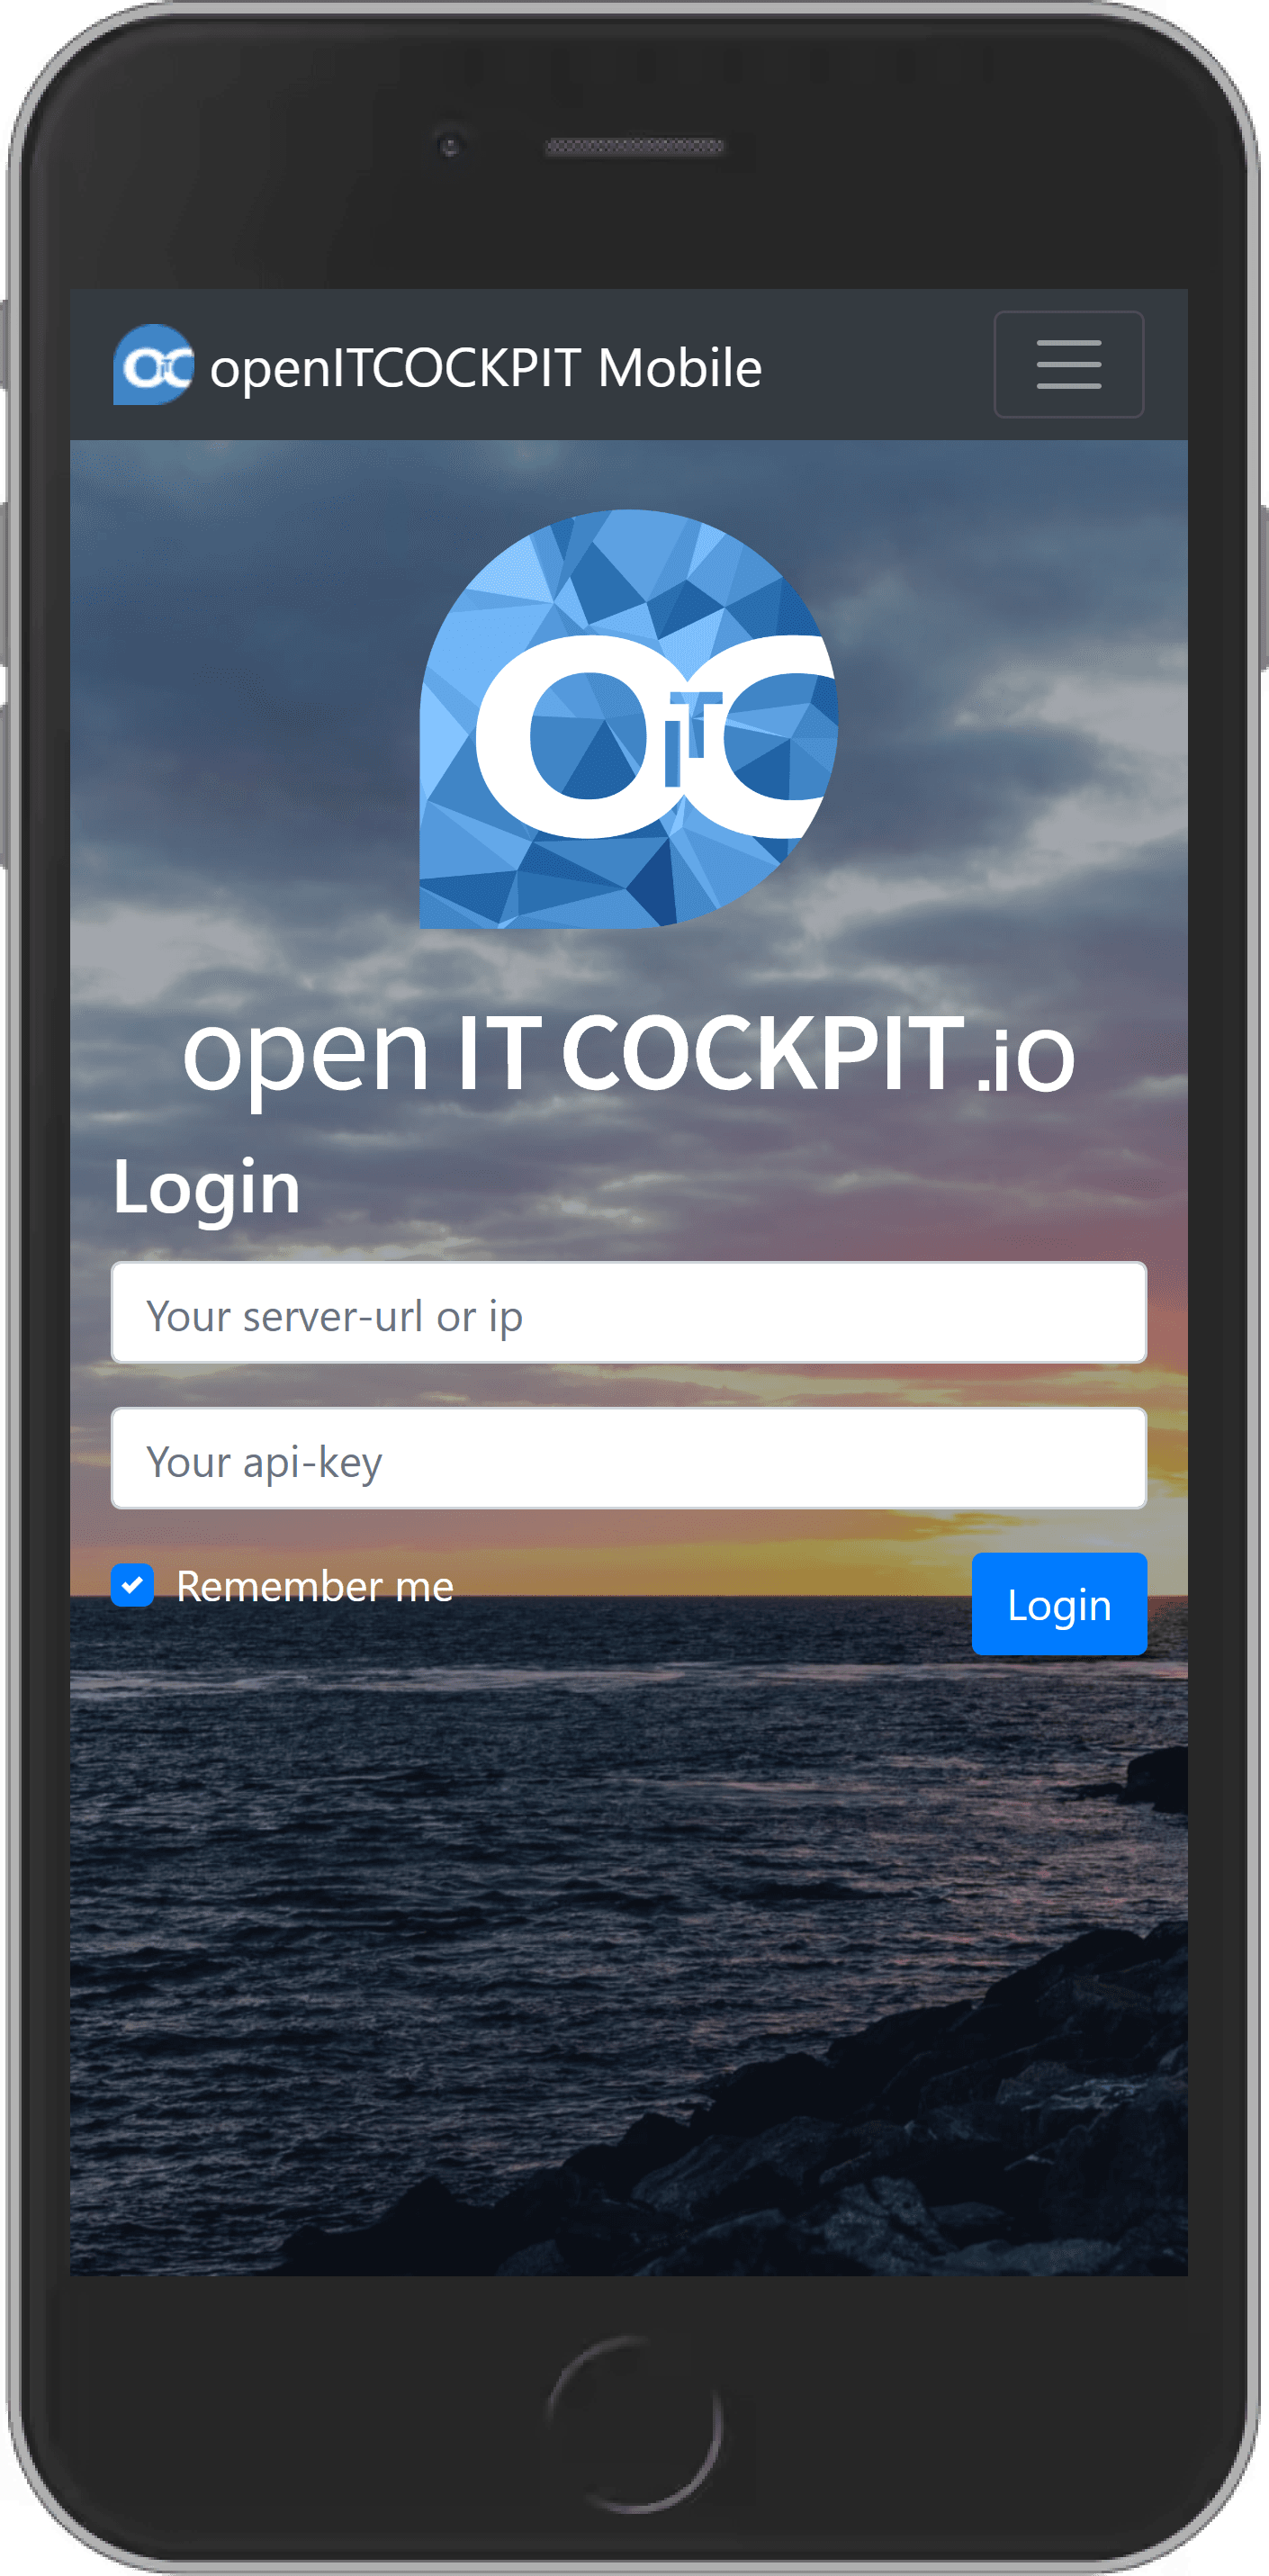 OITC openITCOCKPIT Mobile
OITC
open IT COCKPIT.io
Login
Your server-url or ip
Your api-key
Remember me
Login